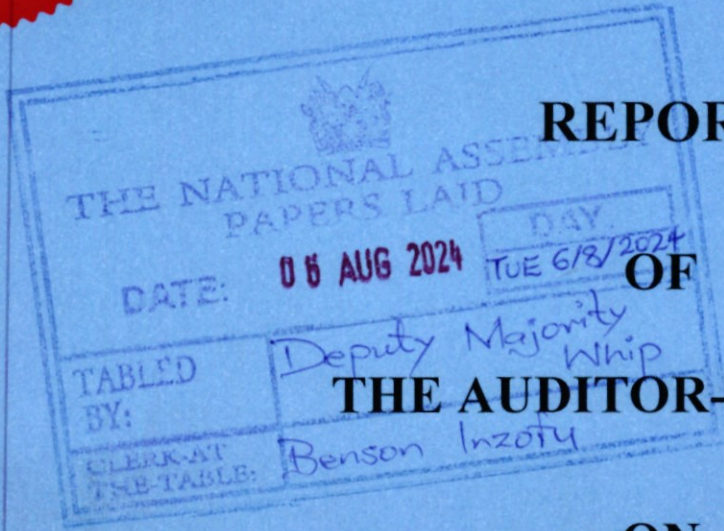 REPOR
THE NATIONAL ASSEMBLY
PAPERS LAID
DAY
DATE: 06 AUG 2024 TUE 6/8/2024
OF
TABLED BY: Deputy Majority Whip
THE AUDITOR-
CLERK-AT THE-TABLE: Benson Inzofu